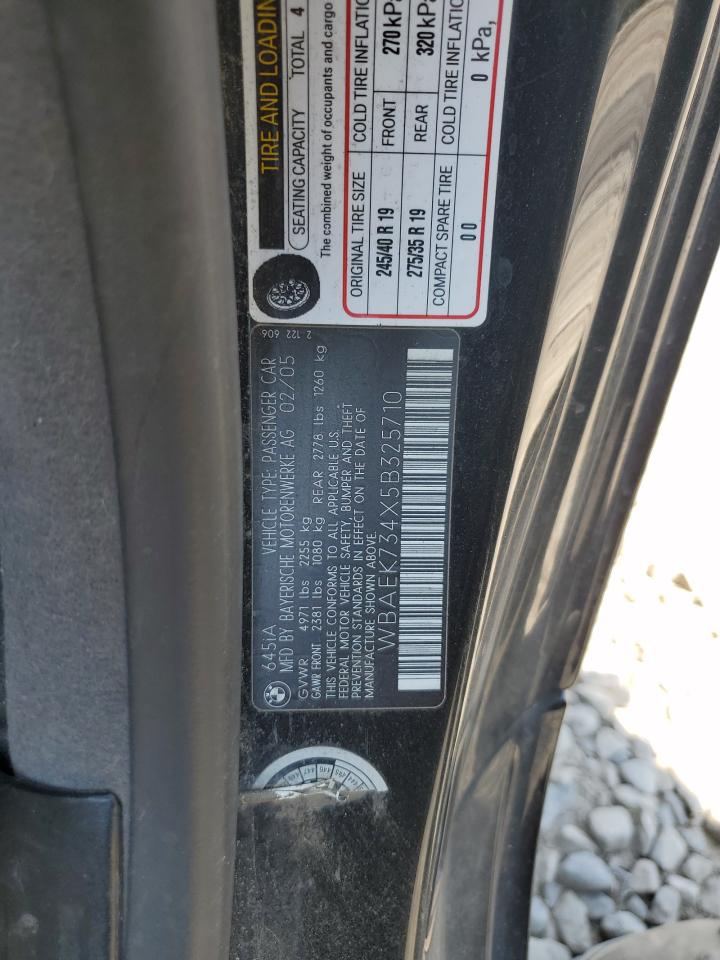 TIRE AND LOADIN
SEATING CAPACITY TOTAL 4
The combined weight of occupants and cargo
ORIGINAL TIRE SIZE COLD TIRE INFLATIO
245/40 R 19 FRONT 270 kPa
275/35 R 19 REAR 320 kPa
COMPACT SPARE TIRE COLD TIRE INFLATIO
0 0 0 kPa,
2 122 606
645iA VEHICLE TYPE: PASSENGER CAR
MFD BY BAYERISCHE MOTORENWERKE AG 02/05
GVWR 4971 lbs 2255 kg
GAWR FRONT 2381 lbs 1080 kg REAR 2778 lbs 1260 kg
THIS VEHICLE CONFORMS TO ALL APPLICABLE U.S.
FEDERAL MOTOR VEHICLE SAFETY, BUMPER AND THEFT
PREVENTION STANDARDS IN EFFECT ON THE DATE OF
MANUFACTURE SHOWN ABOVE.
WBAEK734X5B325710